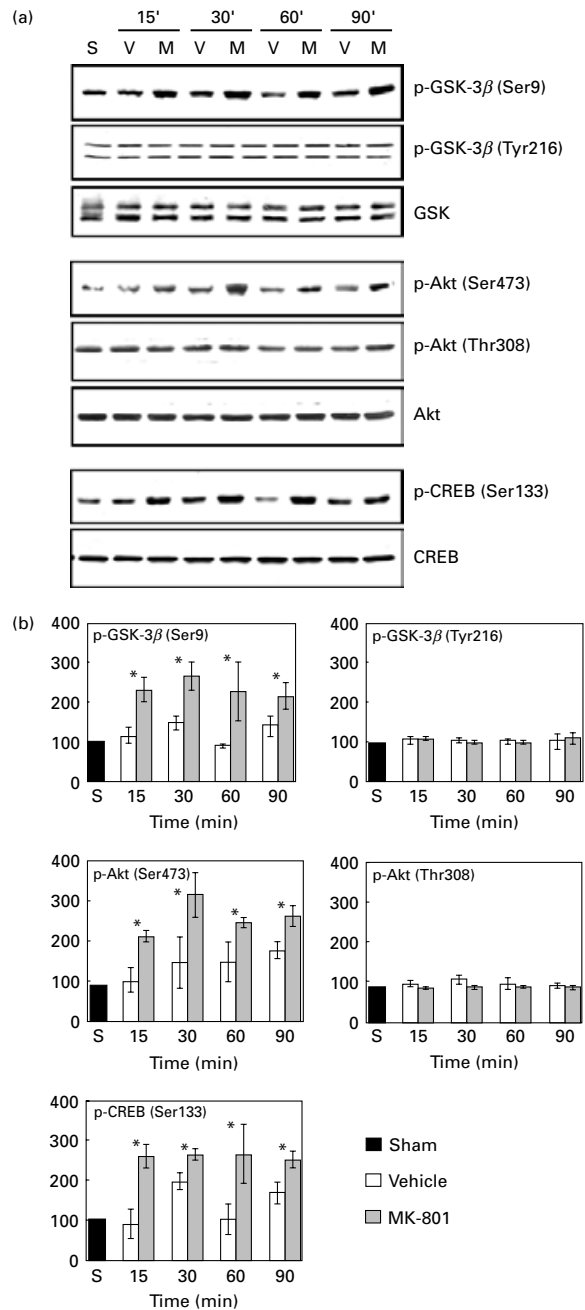 (a)
15' 30' 60' 90'
S V M V M V M V M
p-GSK-3β (Ser9)
p-GSK-3β (Tyr216)
GSK
p-Akt (Ser473)
p-Akt (Thr308)
Akt
p-CREB (Ser133)
CREB
(b)
400
p-GSK-3β (Ser9)
300
200
100
0
* * * *
S 15 30 60 90
Time (min)
400
p-GSK-3β (Tyr216)
300
200
100
0
S 15 30 60 90
Time (min)
400
p-Akt (Ser473)
300
200
100
0
* * * *
S 15 30 60 90
Time (min)
400
p-Akt (Thr308)
300
200
100
0
S 15 30 60 90
Time (min)
400
p-CREB (Ser133)
300
200
100
0
* * * *
S 15 30 60 90
Time (min)
Sham
Vehicle
MK-801